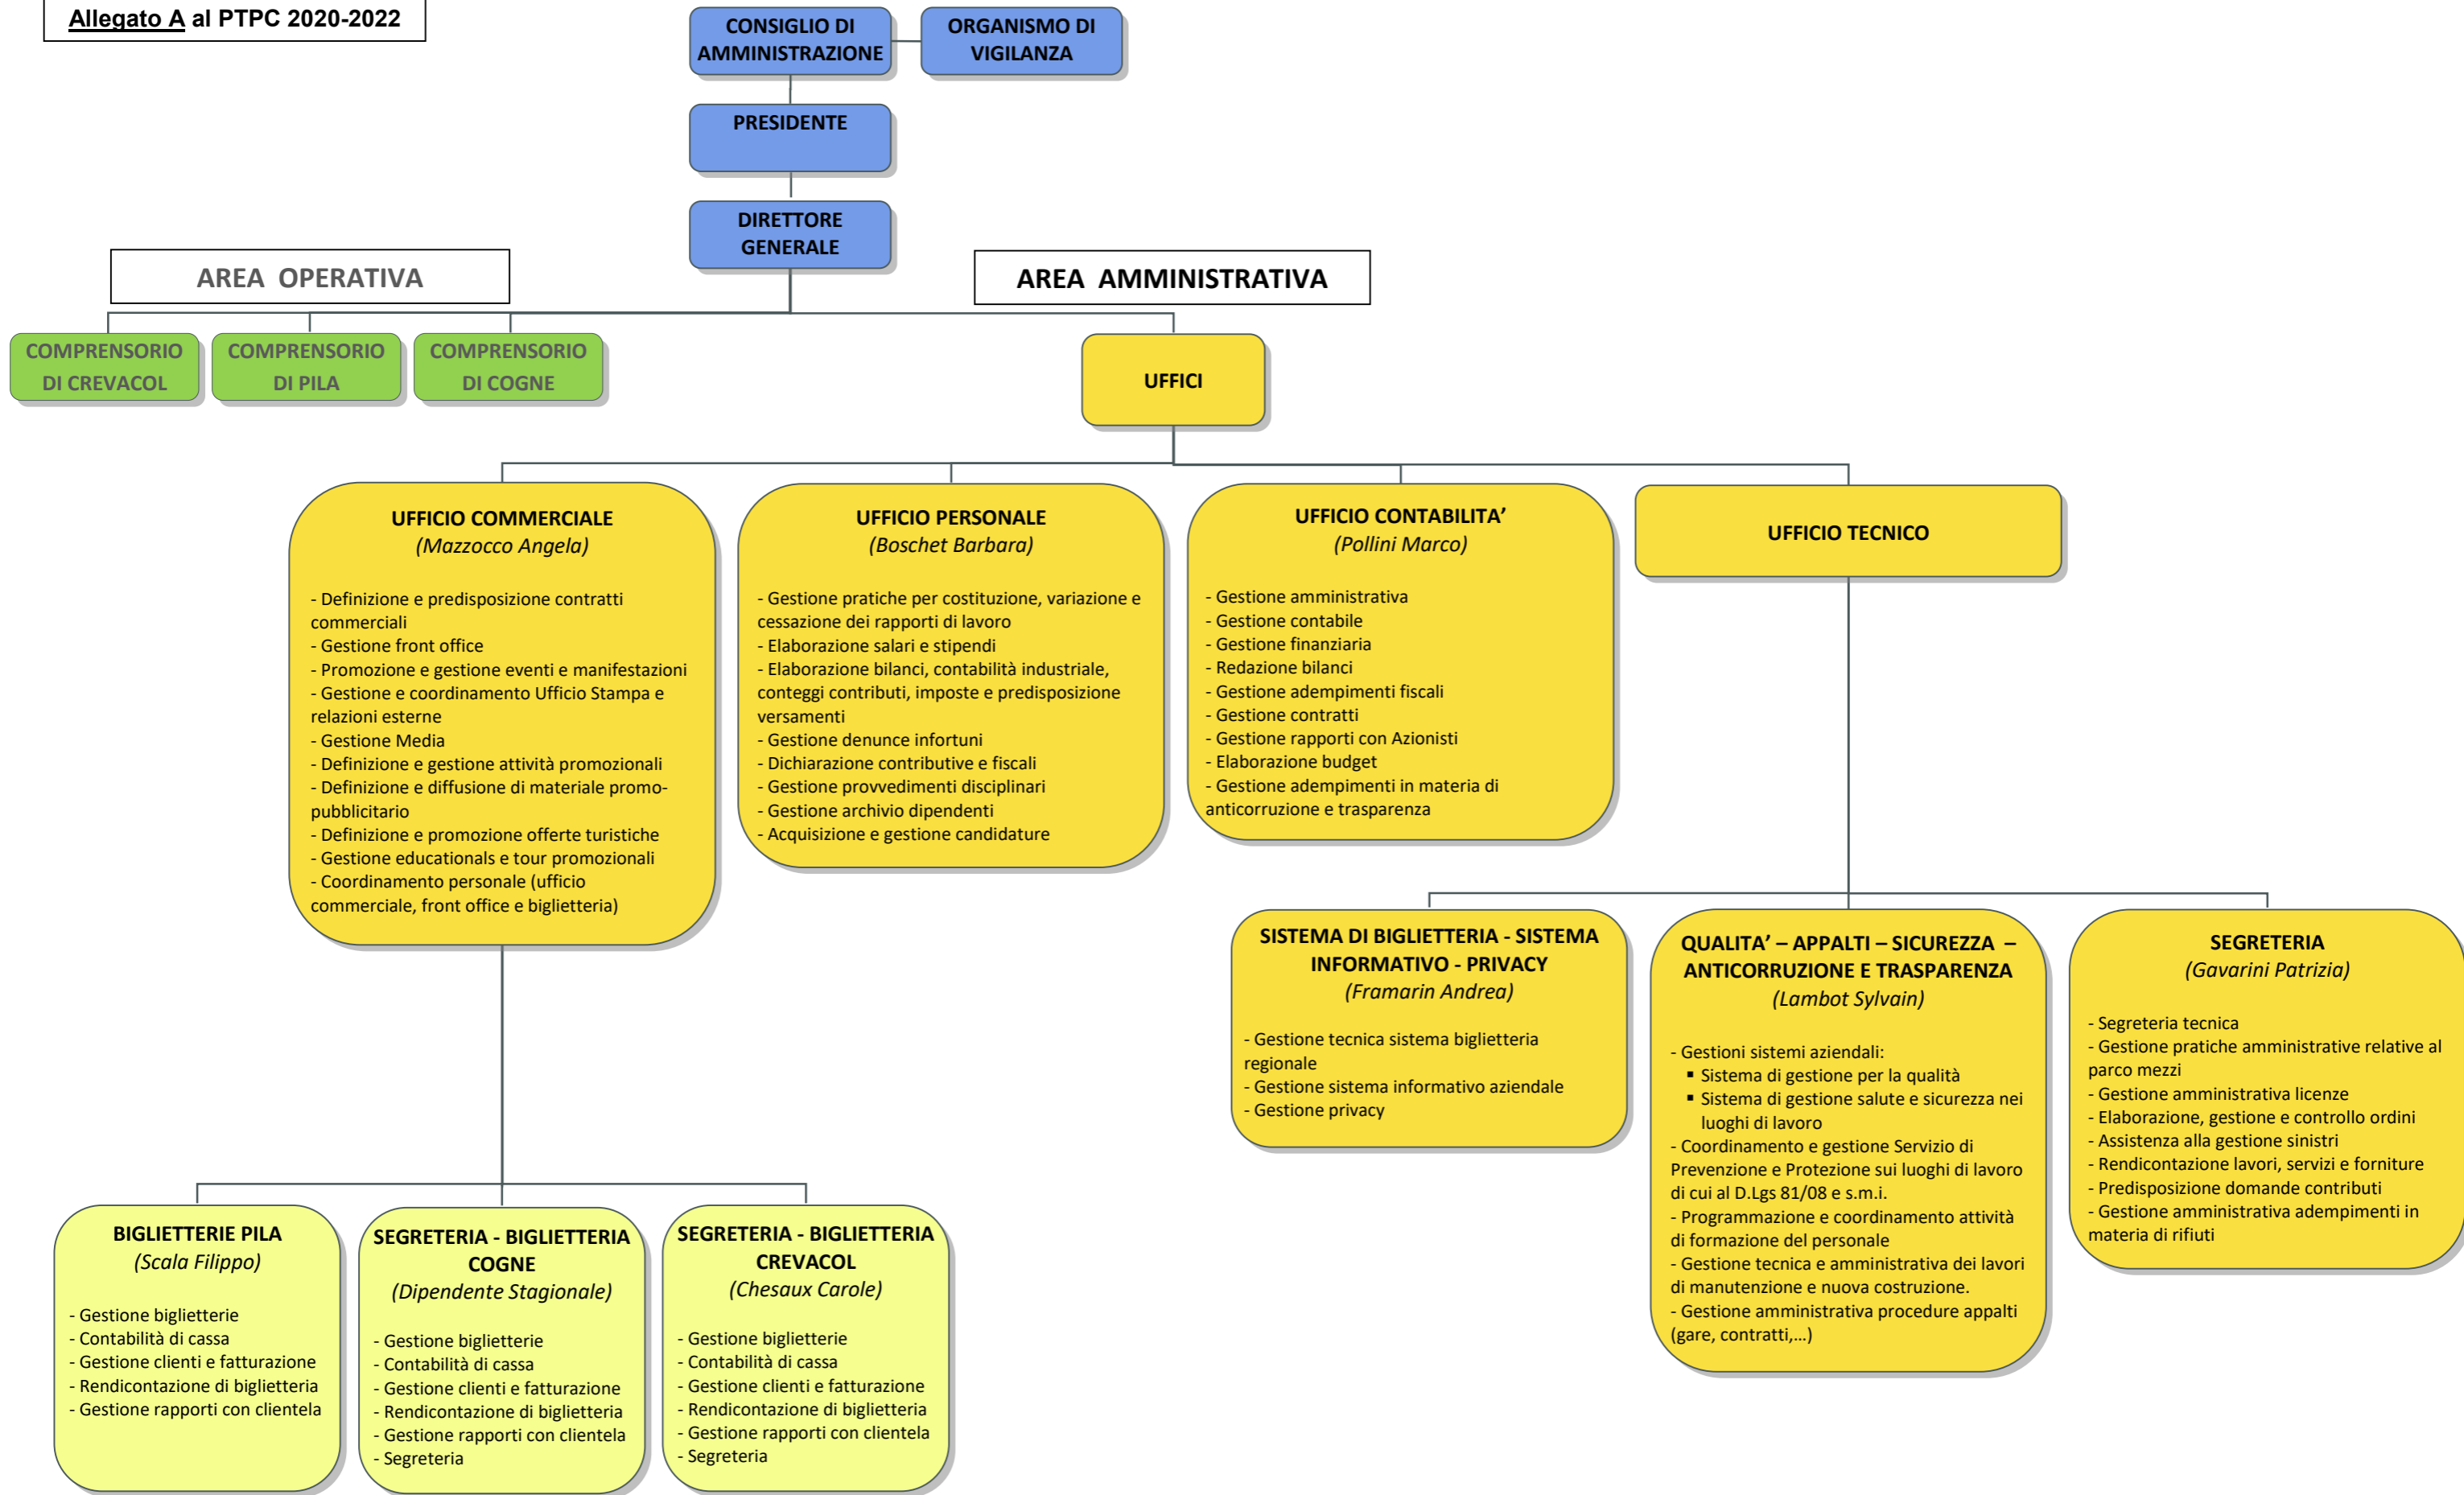 Allegato A al PTPC 2020-2022
CONSIGLIO DI
AMMINISTRAZIONE
ORGANISMO DI
VIGILANZA
PRESIDENTE
DIRETTORE
GENERALE
AREA OPERATIVA
AREA AMMINISTRATIVA
COMPRENSORIO
DI CREVACOL
COMPRENSORIO
DI PILA
COMPRENSORIO
DI COGNE
UFFICI
UFFICIO COMMERCIALE
(Mazzocco Angela)
- Definizione e predisposizione contratti
commerciali
- Gestione front office
- Promozione e gestione eventi e manifestazioni
- Gestione e coordinamento Ufficio Stampa e
relazioni esterne
- Gestione Media
- Definizione e gestione attività promozionali
- Definizione e diffusione di materiale promo-
pubblicitario
- Definizione e promozione offerte turistiche
- Gestione educationals e tour promozionali
- Coordinamento personale (ufficio
commerciale, front office e biglietteria)
UFFICIO PERSONALE
(Boschet Barbara)
- Gestione pratiche per costituzione, variazione e
cessazione dei rapporti di lavoro
- Elaborazione salari e stipendi
- Elaborazione bilanci, contabilità industriale,
conteggi contributi, imposte e predisposizione
versamenti
- Gestione denunce infortuni
- Dichiarazione contributive e fiscali
- Gestione provvedimenti disciplinari
- Gestione archivio dipendenti
- Acquisizione e gestione candidature
UFFICIO CONTABILITA’
(Pollini Marco)
- Gestione amministrativa
- Gestione contabile
- Gestione finanziaria
- Redazione bilanci
- Gestione adempimenti fiscali
- Gestione contratti
- Gestione rapporti con Azionisti
- Elaborazione budget
- Gestione adempimenti in materia di
anticorruzione e trasparenza
UFFICIO TECNICO
SISTEMA DI BIGLIETTERIA - SISTEMA
INFORMATIVO - PRIVACY
(Framarin Andrea)
- Gestione tecnica sistema biglietteria
regionale
- Gestione sistema informativo aziendale
- Gestione privacy
QUALITA’ – APPALTI – SICUREZZA –
ANTICORRUZIONE E TRASPARENZA
(Lambot Sylvain)
- Gestioni sistemi aziendali:
▪ Sistema di gestione per la qualità
▪ Sistema di gestione salute e sicurezza nei
luoghi di lavoro
- Coordinamento e gestione Servizio di
Prevenzione e Protezione sui luoghi di lavoro
di cui al D.Lgs 81/08 e s.m.i.
- Programmazione e coordinamento attività
di formazione del personale
- Gestione tecnica e amministrativa dei lavori
di manutenzione e nuova costruzione.
- Gestione amministrativa procedure appalti
(gare, contratti,…)
SEGRETERIA
(Gavarini Patrizia)
- Segreteria tecnica
- Gestione pratiche amministrative relative al
parco mezzi
- Gestione amministrativa licenze
- Elaborazione, gestione e controllo ordini
- Assistenza alla gestione sinistri
- Rendicontazione lavori, servizi e forniture
- Predisposizione domande contributi
- Gestione amministrativa adempimenti in
materia di rifiuti
BIGLIETTERIE PILA
(Scala Filippo)
- Gestione biglietterie
- Contabilità di cassa
- Gestione clienti e fatturazione
- Rendicontazione di biglietteria
- Gestione rapporti con clientela
SEGRETERIA - BIGLIETTERIA
COGNE
(Dipendente Stagionale)
- Gestione biglietterie
- Contabilità di cassa
- Gestione clienti e fatturazione
- Rendicontazione di biglietteria
- Gestione rapporti con clientela
- Segreteria
SEGRETERIA - BIGLIETTERIA
CREVACOL
(Chesaux Carole)
- Gestione biglietterie
- Contabilità di cassa
- Gestione clienti e fatturazione
- Rendicontazione di biglietteria
- Gestione rapporti con clientela
- Segreteria